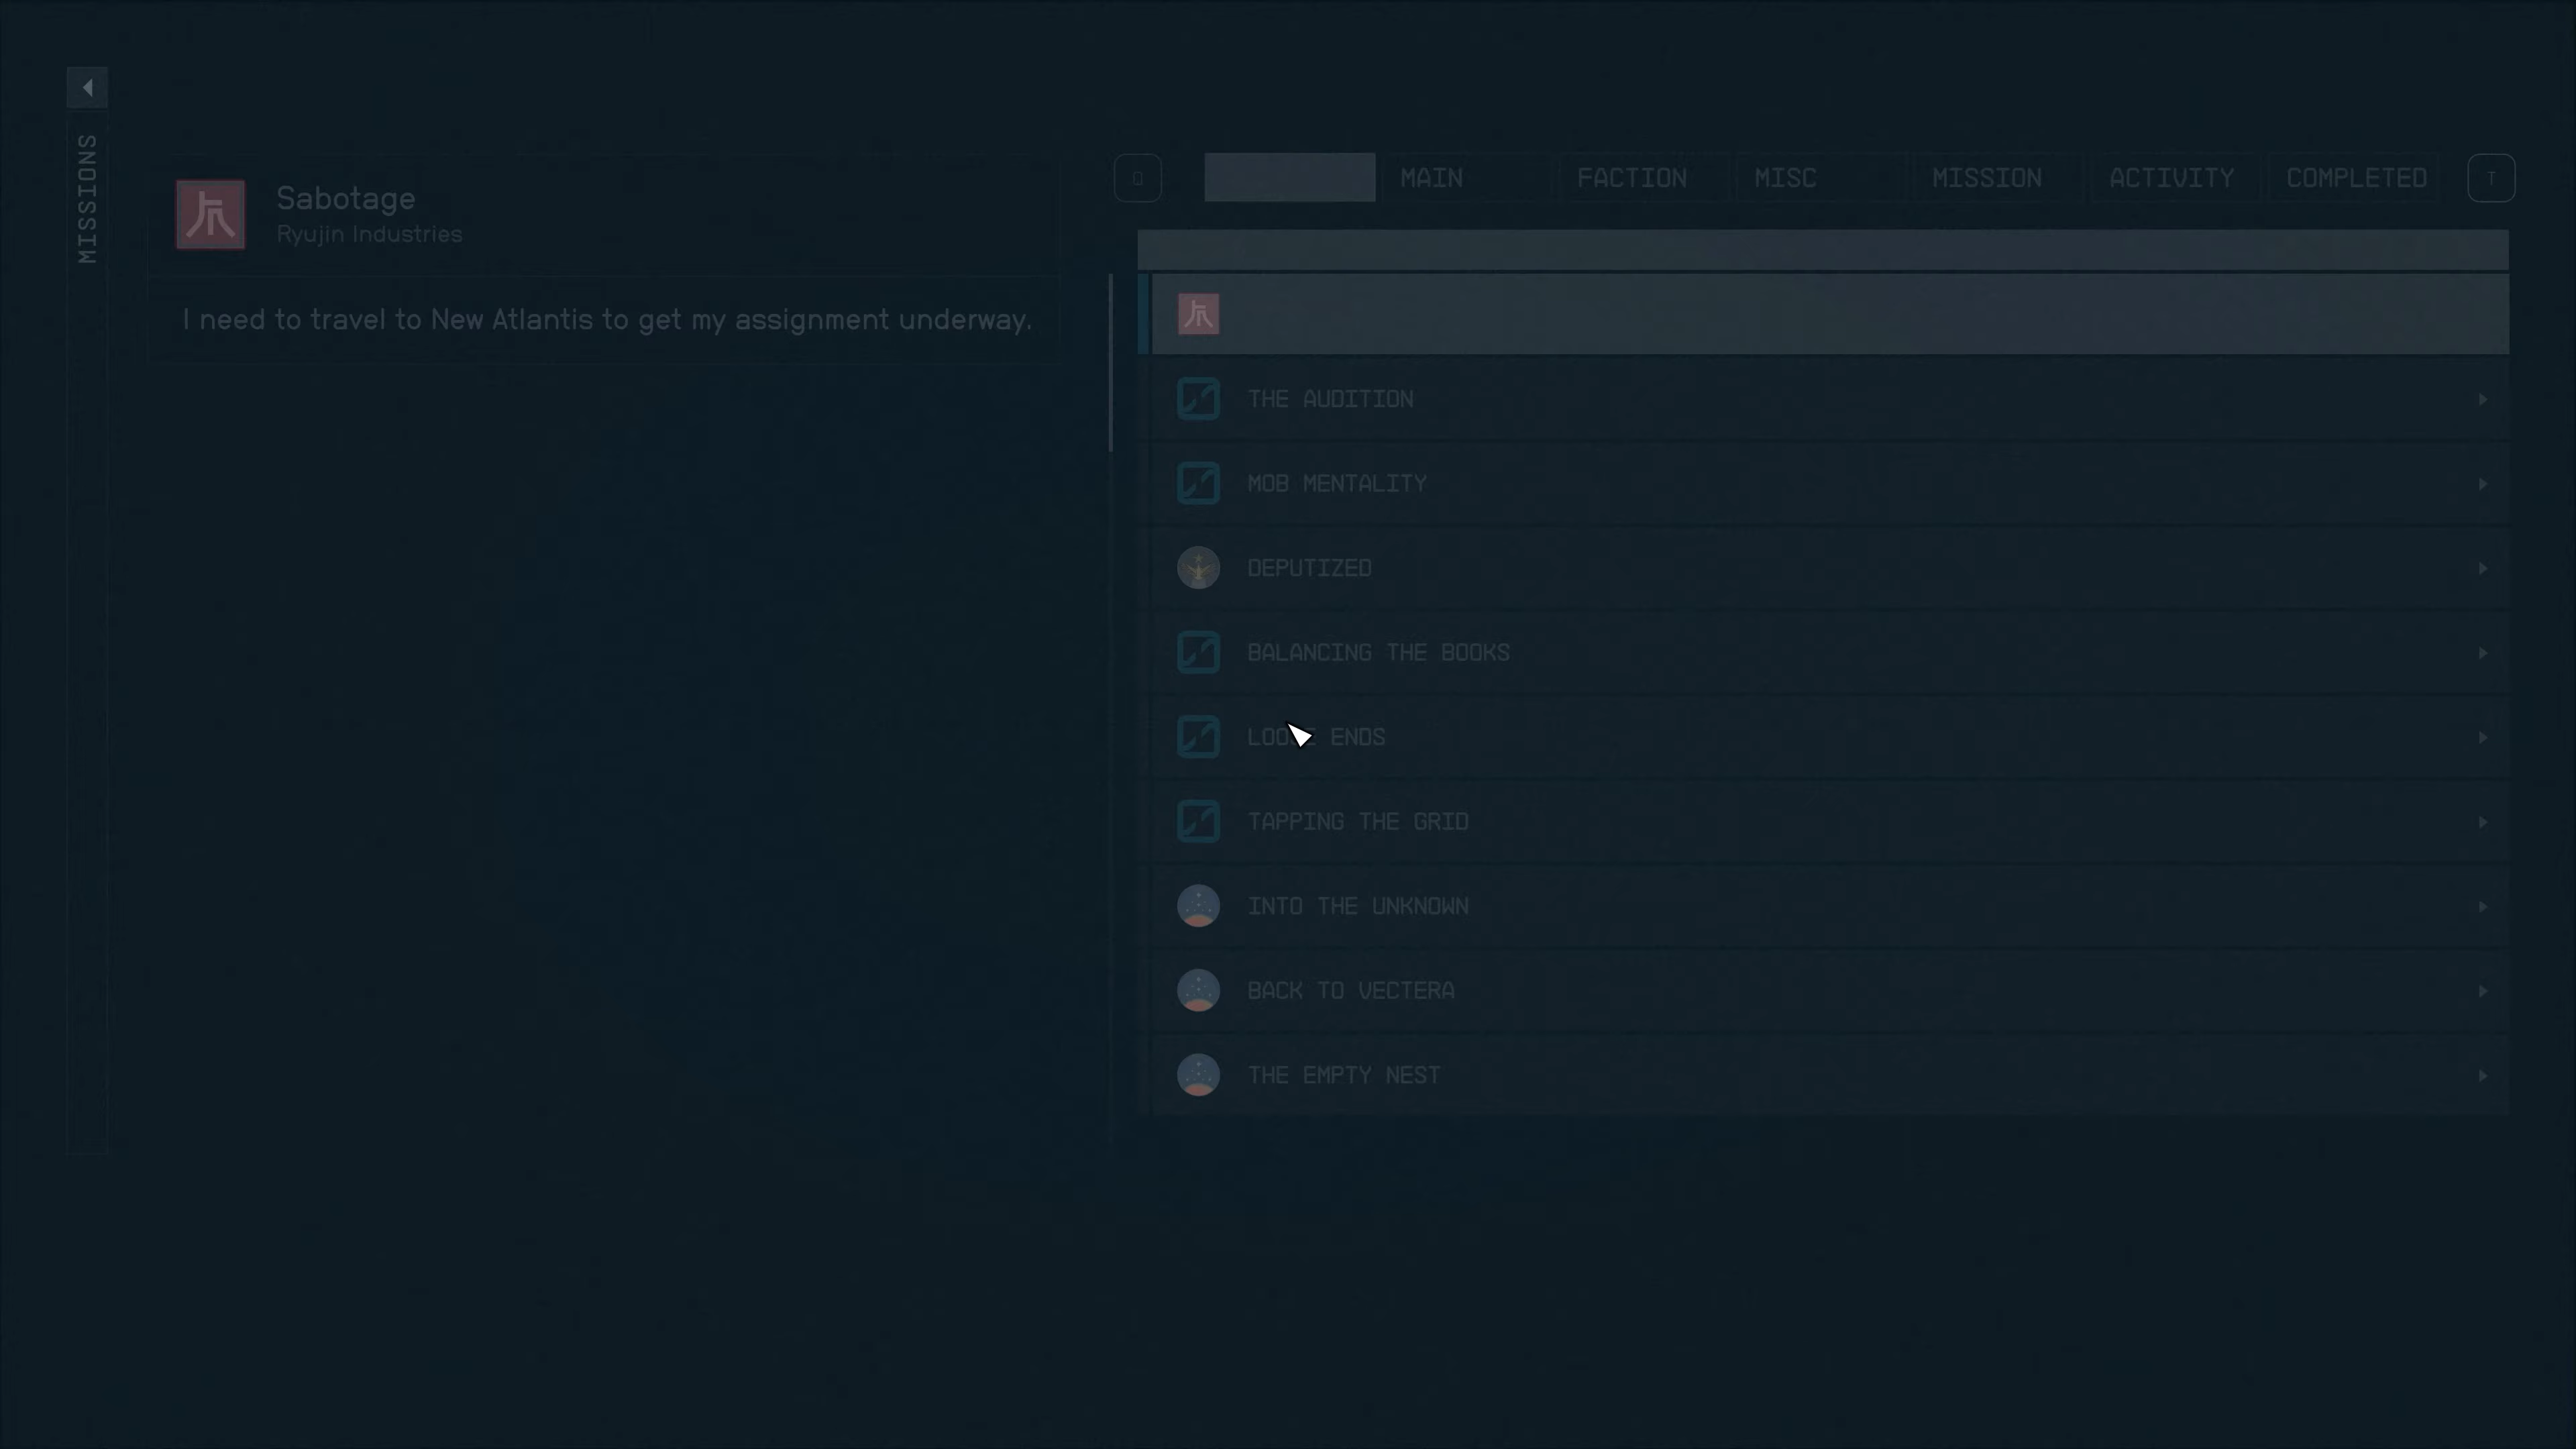 MISSIONS
Sabotage
Ryujin Industries
I need to travel to New Atlantis to get my assignment underway.
Q
MAIN
FACTION
MISC
MISSION
ACTIVITY
COMPLETED
T
THE AUDITION
MOB MENTALITY
DEPUTIZED
BALANCING THE BOOKS
LOOSE ENDS
TAPPING THE GRID
INTO THE UNKNOWN
BACK TO VECTERA
THE EMPTY NEST